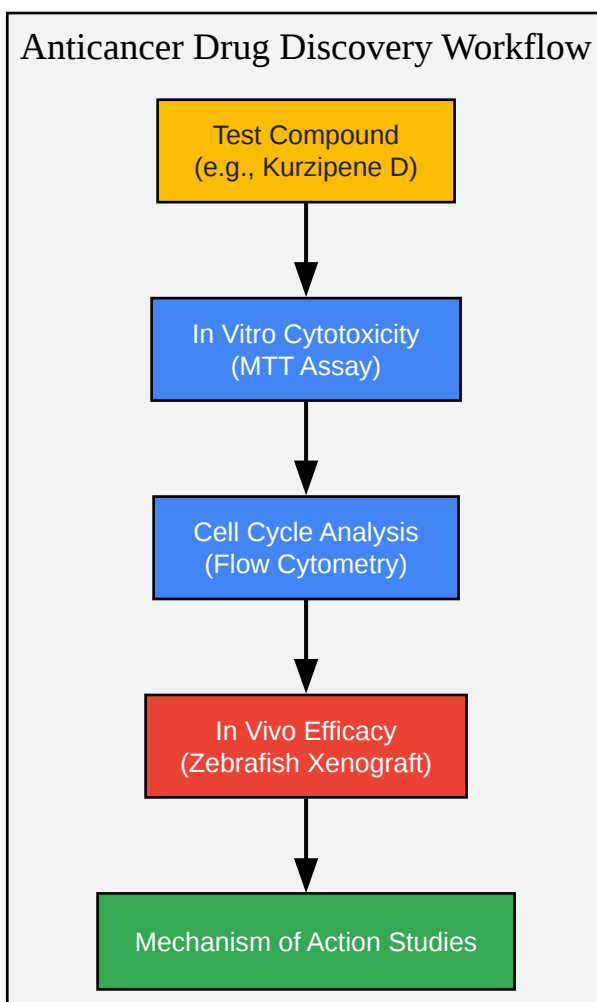 Anticancer Drug Discovery Workflow
Test Compound
(e.g., Kurzipene D)
In Vitro Cytotoxicity
(MTT Assay)
Cell Cycle Analysis
(Flow Cytometry)
In Vivo Efficacy
(Zebrafish Xenograft)
Mechanism of Action Studies